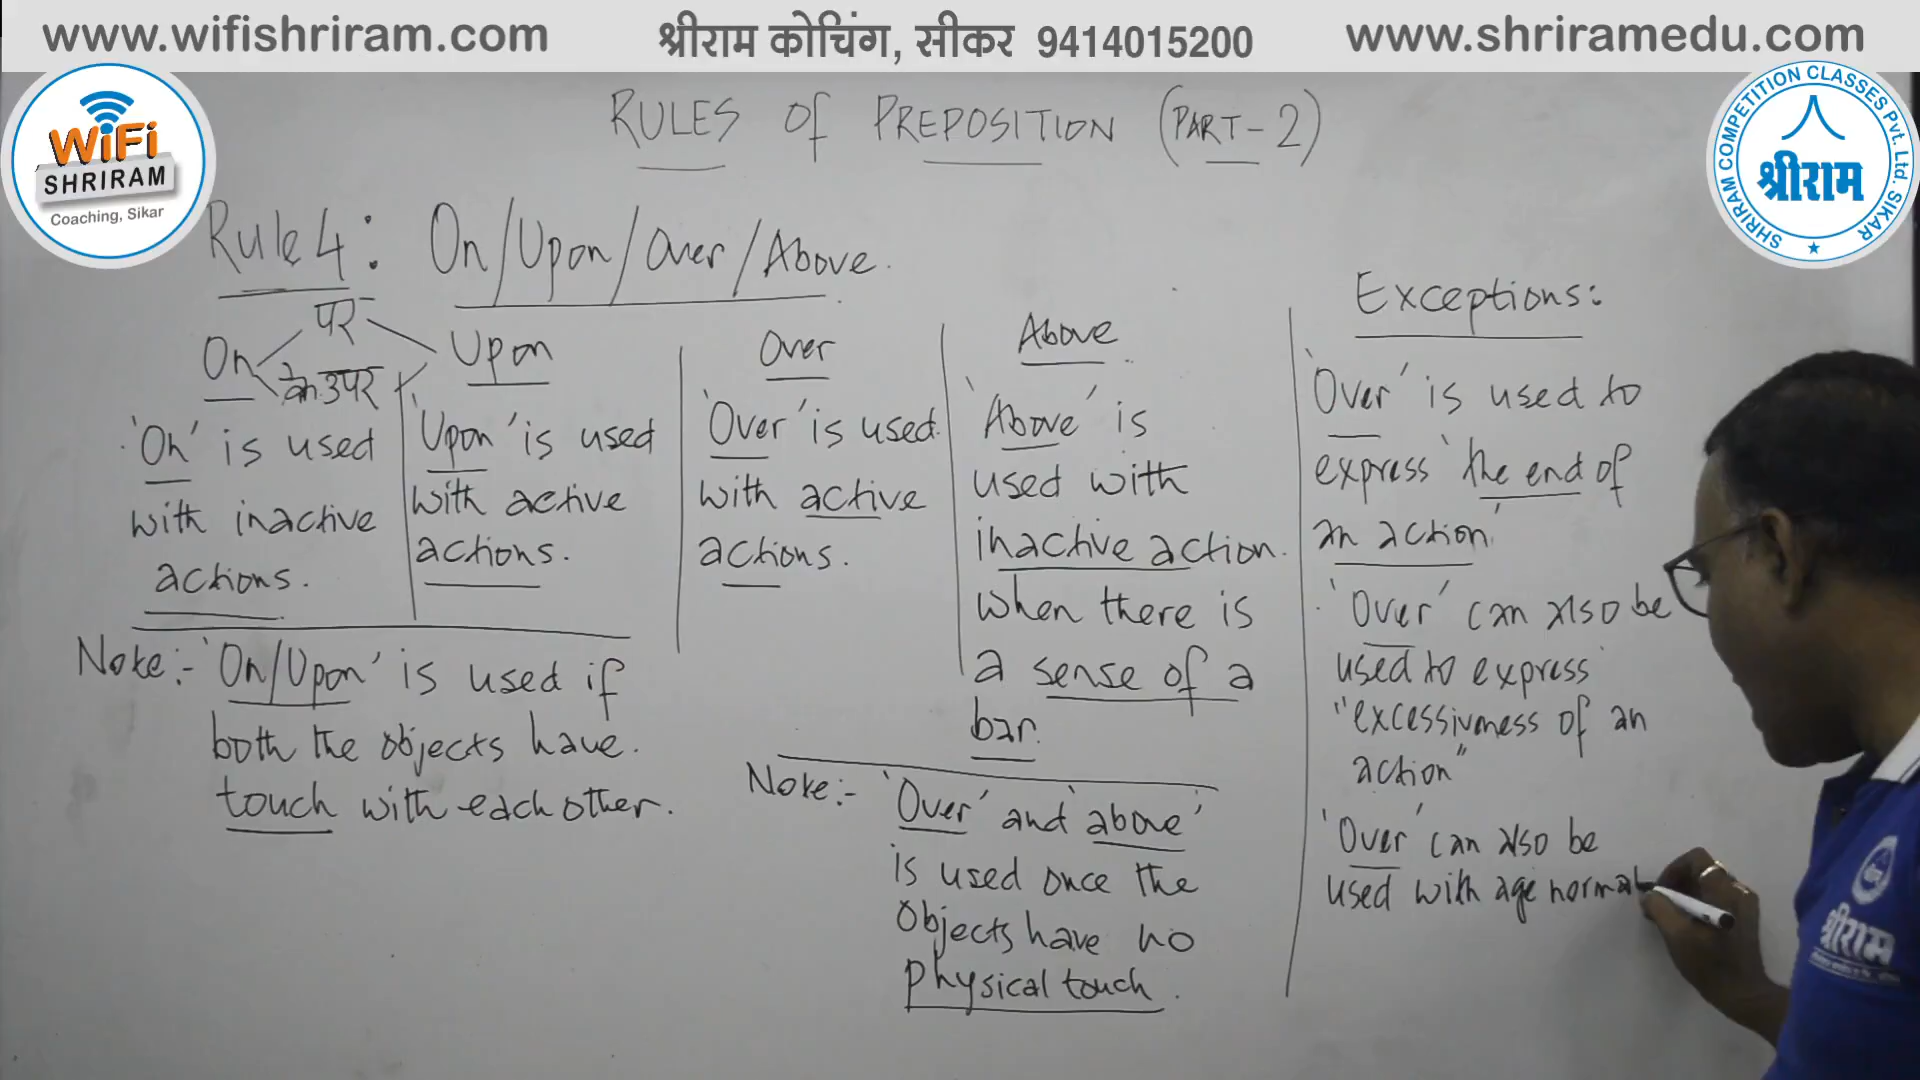 www.wifishriram.com
श्रीराम कोचिंग, सीकर 9414015200
www.shriramedu.com
WiFi
SHRIRAM
Coaching, Sikar
SHRIRAM COMPETITION CLASSES Pvt. Ltd. SIKAR
श्रीराम
RULES Of PREPOSITION (PART-2)
Rule 4: On/Upon/Over/Above.
पर
के उपर
On
'On' is used
with inactive
actions.
Upon
'Upon' is used
with active
actions.
Note:- 'On/Upon' is used if
both the objects have
touch with each other.
Over
'Over' is used
with active
actions.
Above
'Above' is
used with
inactive action
when there is
a sense of a
bar.
Note:- 'Over' and 'above'
is used once the
Objects have no
physical touch.
Exceptions:
'Over' is used to
express 'the end of
an action'
'Over' can also be
used to express
"excessivness of an
action"
'Over' can also be
used with age normal
श्रीराम